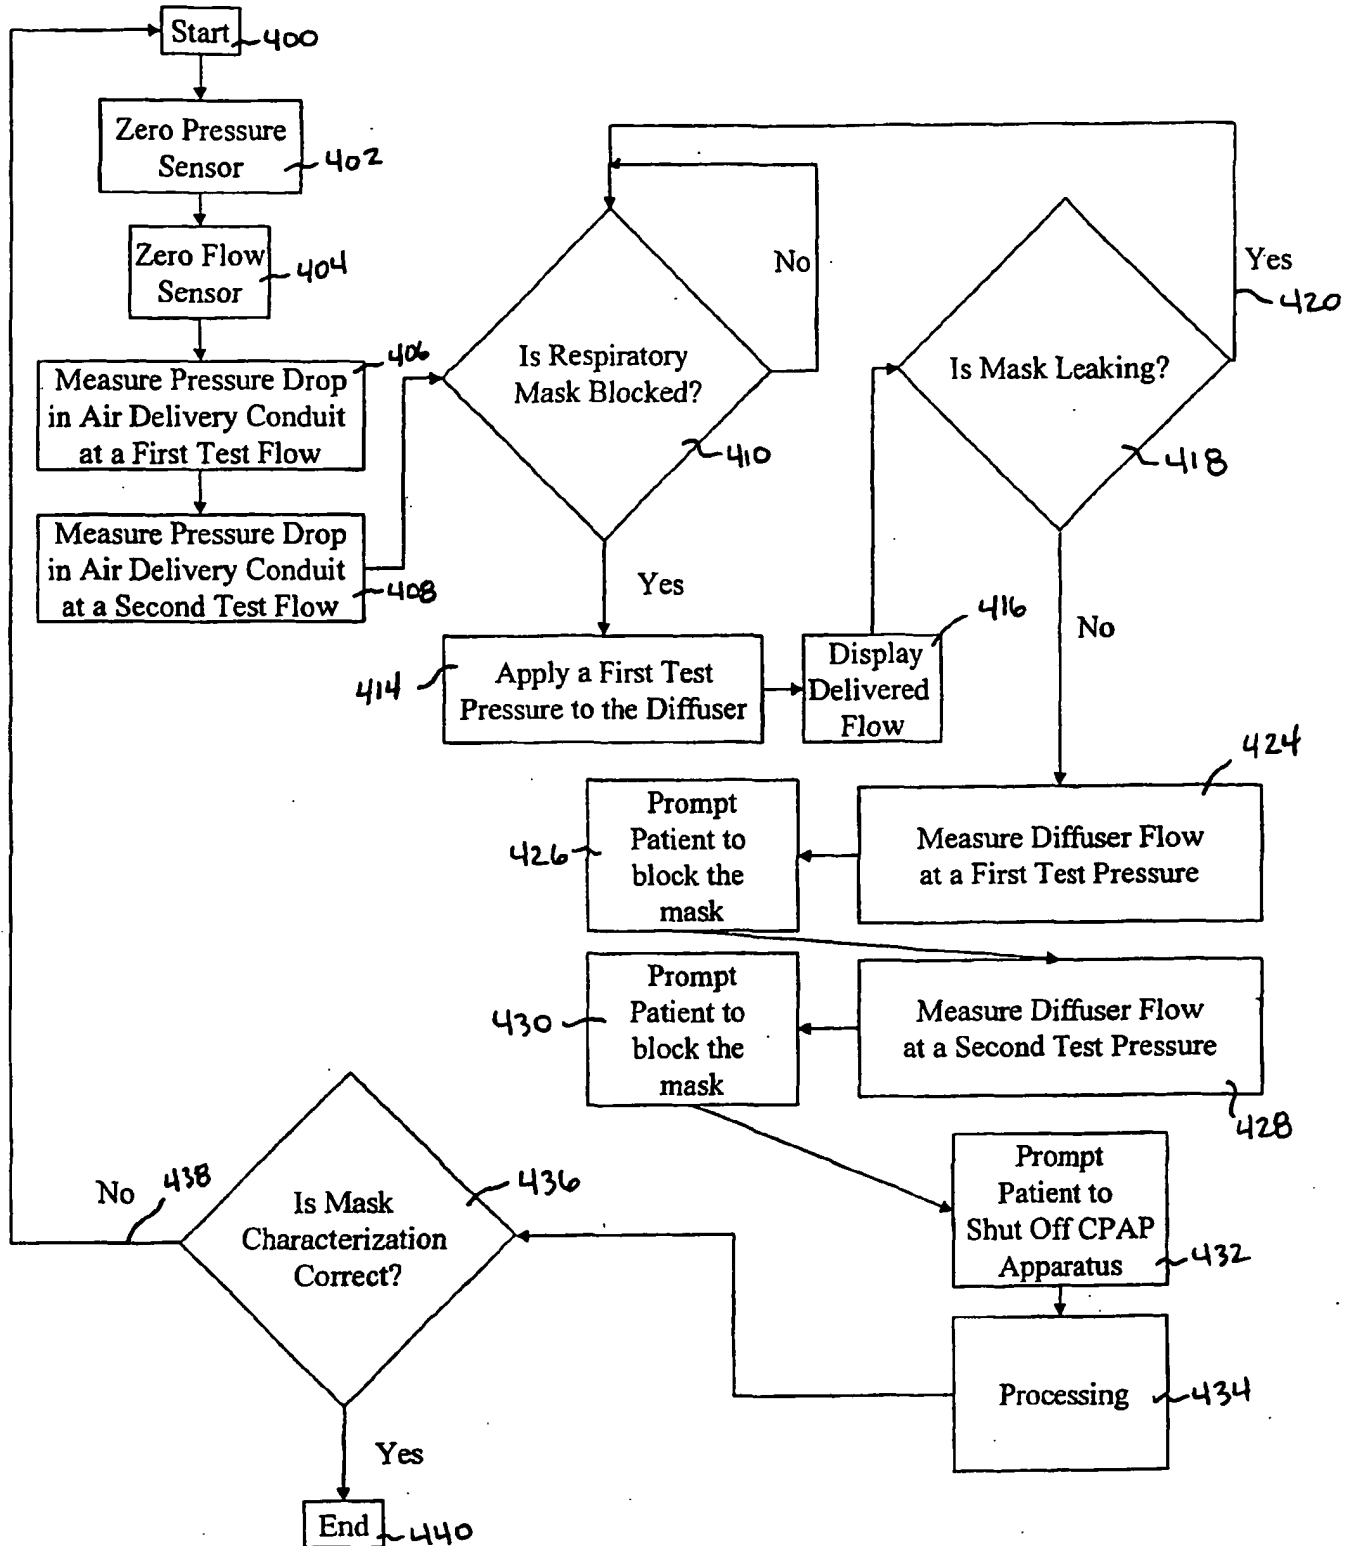 Start
400
Zero Pressure
Sensor
402
Zero Flow
Sensor
404
406
Measure Pressure Drop
in Air Delivery Conduit
at a First Test Flow
Measure Pressure Drop
in Air Delivery Conduit
at a Second Test Flow
408
Is Respiratory
Mask Blocked?
410
No
Yes
414
Apply a First Test
Pressure to the Diffuser
416
Display
Delivered
Flow
Is Mask Leaking?
418
Yes
420
No
424
Measure Diffuser Flow
at a First Test Pressure
426
Prompt
Patient to
block the
mask
Measure Diffuser Flow
at a Second Test Pressure
428
430
Prompt
Patient to
block the
mask
Prompt
Patient to
Shut Off CPAP
Apparatus
432
Processing
434
Is Mask
Characterization
Correct?
436
No
438
Yes
End
440